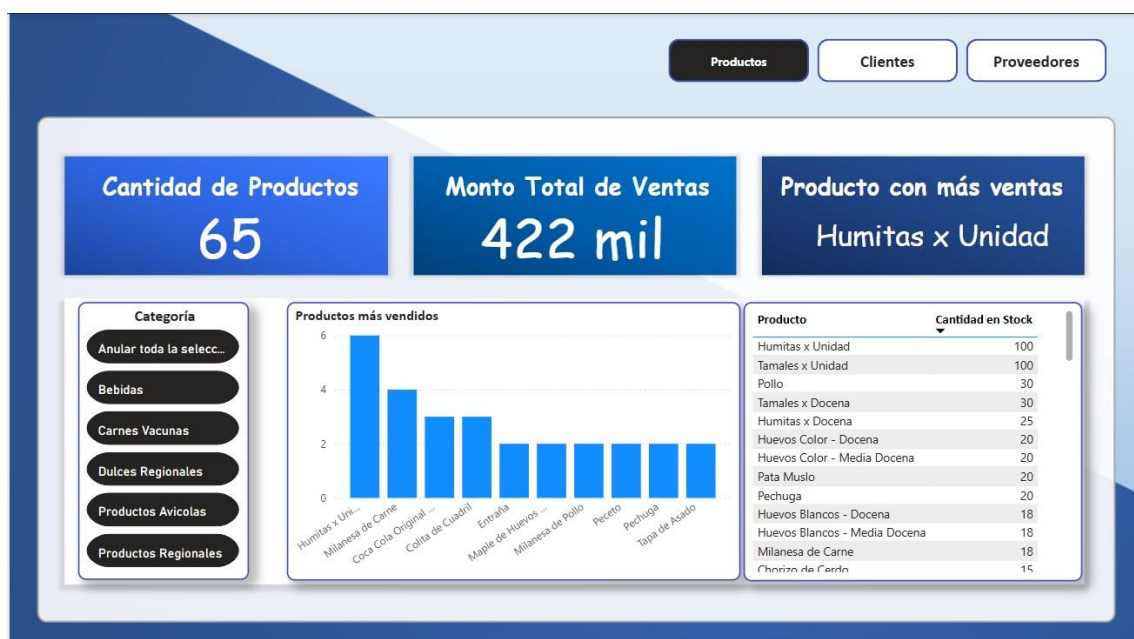 Productos
Clientes
Proveedores
Cantidad de Productos
65
Monto Total de Ventas
422 mil
Producto con más ventas
Humitas x Unidad
Categoría
Anular toda la selecc...
Bebidas
Carnes Vacunas
Dulces Regionales
Productos Avicolas
Productos Regionales
Productos más vendidos
6
4
2
0
Humitas x Uni...
Milanesa de Carne
Coca Cola Original ...
Colita de Cuadril
Entraña
Maple de Huevos ...
Milanesa de Pollo
Peceto
Pechuga
Tapa de Asado
Producto Cantidad en Stock
Humitas x Unidad 100
Tamales x Unidad 100
Pollo 30
Tamales x Docena 30
Humitas x Docena 25
Huevos Color - Docena 20
Huevos Color - Media Docena 20
Pata Muslo 20
Pechuga 20
Huevos Blancos - Docena 18
Huevos Blancos - Media Docena 18
Milanesa de Carne 18
Chorizo de Cerdo 15